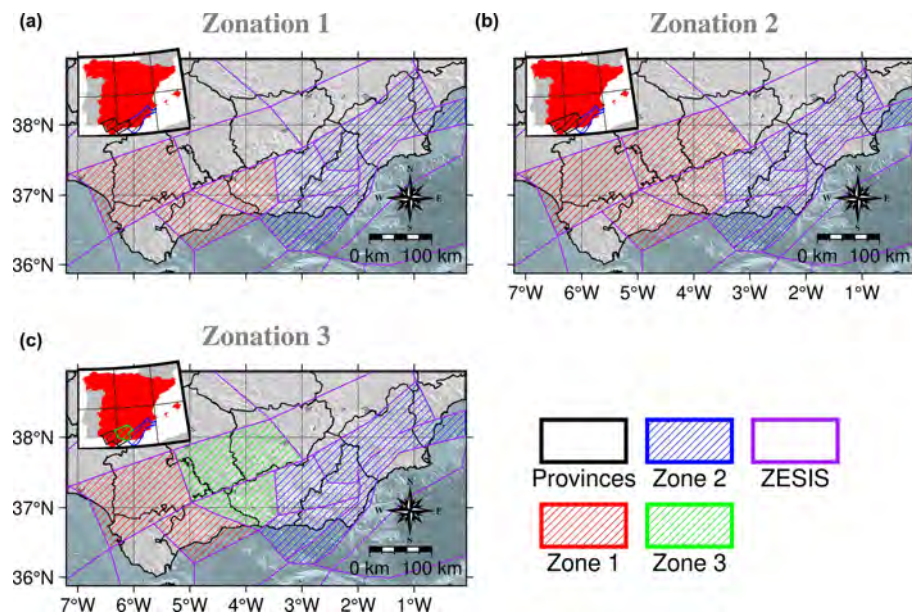 (a) Zonation 1
(b) Zonation 2
38°N
37°N
36°N
N
W E
S
0 km 100 km
N
W E
S
0 km 100 km
7°W 6°W 5°W 4°W 3°W 2°W 1°W
(c) Zonation 3
38°N
37°N
36°N
N
W E
S
0 km 100 km
7°W 6°W 5°W 4°W 3°W 2°W 1°W
Provinces Zone 2 ZESIS
Zone 1 Zone 3